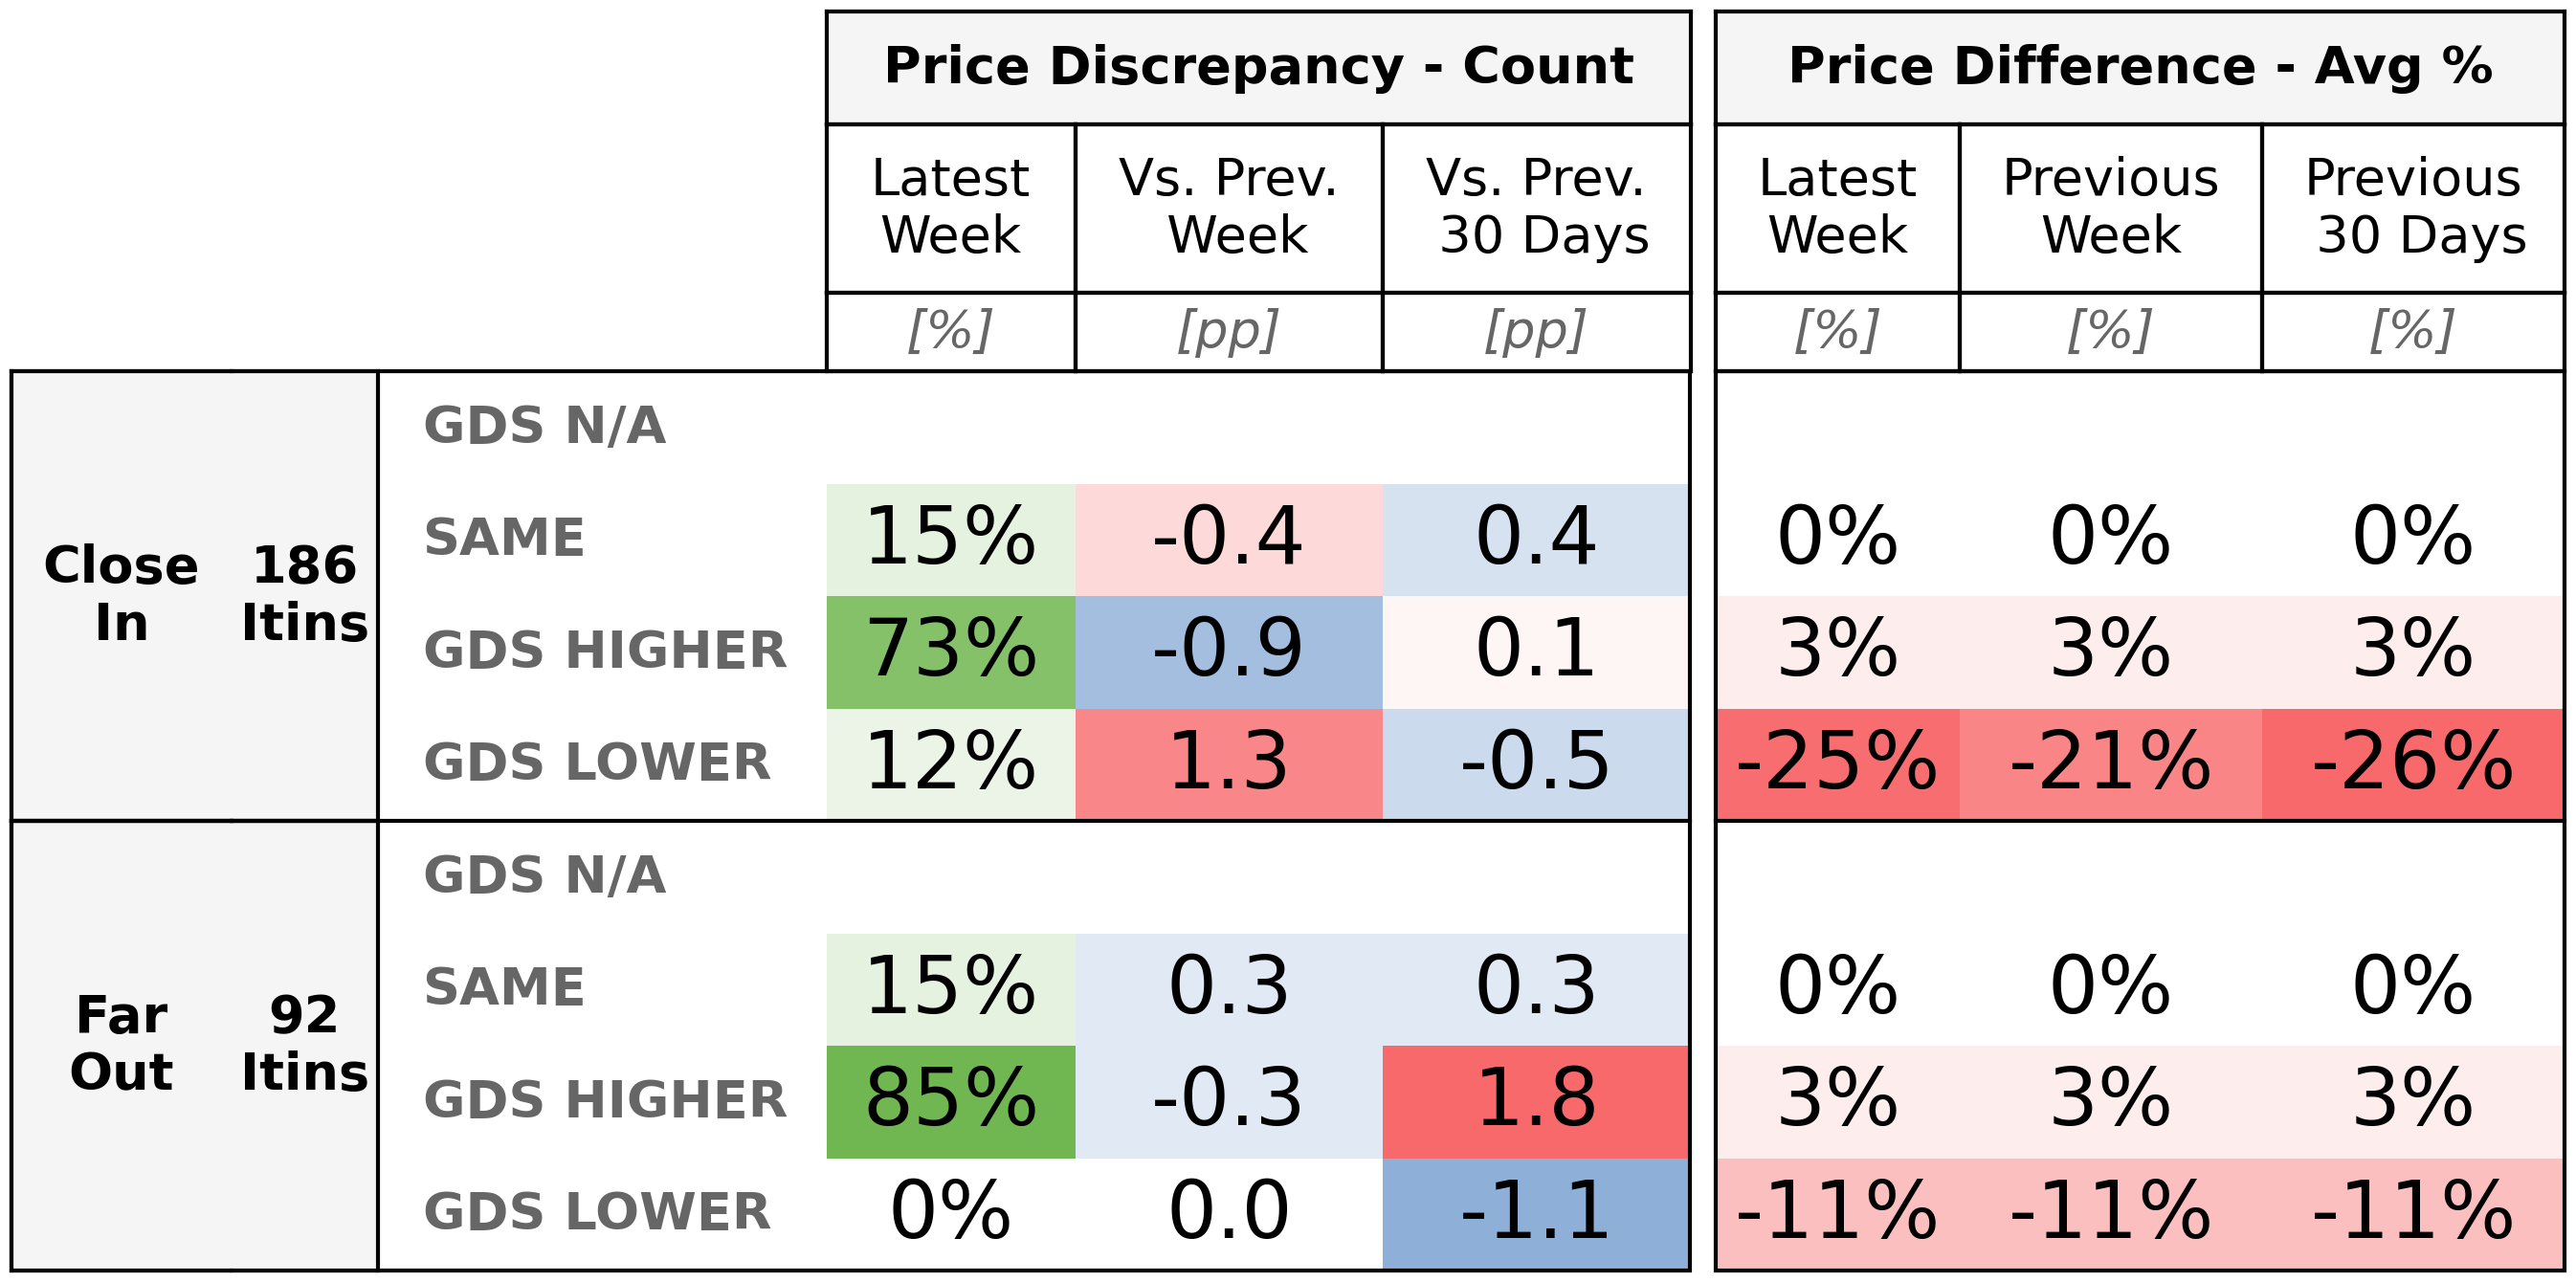 Price Discrepancy - Count
Price Difference - Avg %
Latest Week
Vs. Prev. Week
Vs. Prev. 30 Days
Latest Week
Previous Week
Previous 30 Days
[%] [pp] [pp] [%] [%] [%]
Close In
186 Itins
GDS N/A
SAME 15% -0.4 0.4 0% 0% 0%
GDS HIGHER 73% -0.9 0.1 3% 3% 3%
GDS LOWER 12% 1.3 -0.5 -25% -21% -26%
Far Out
92 Itins
GDS N/A
SAME 15% 0.3 0.3 0% 0% 0%
GDS HIGHER 85% -0.3 1.8 3% 3% 3%
GDS LOWER 0% 0.0 -1.1 -11% -11% -11%